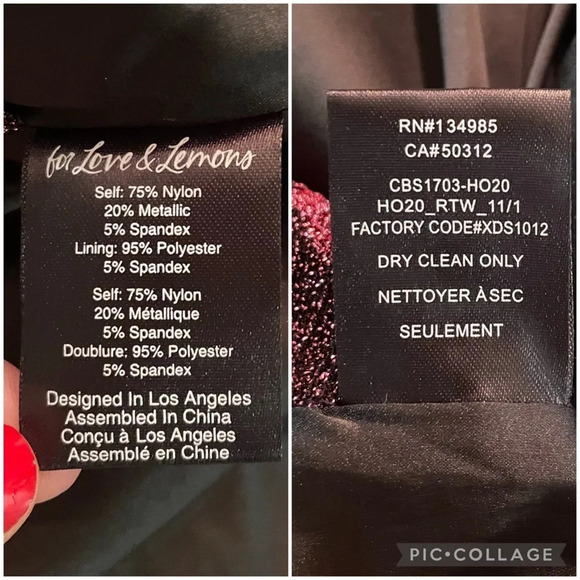 for Love & Lemons
Self: 75% Nylon
20% Metallic
5% Spandex
Lining: 95% Polyester
5% Spandex
Self: 75% Nylon
20% Métallique
5% Spandex
Doublure: 95% Polyester
5% Spandex
Designed In Los Angeles
Assembled In China
Conçu à Los Angeles
Assemblé en Chine
RN#134985
CA#50312
CBS1703-HO20
HO20_RTW_11/1
FACTORY CODE#XDS1012
DRY CLEAN ONLY
NETTOYER À SEC
SEULEMENT
PIC•COLLAGE